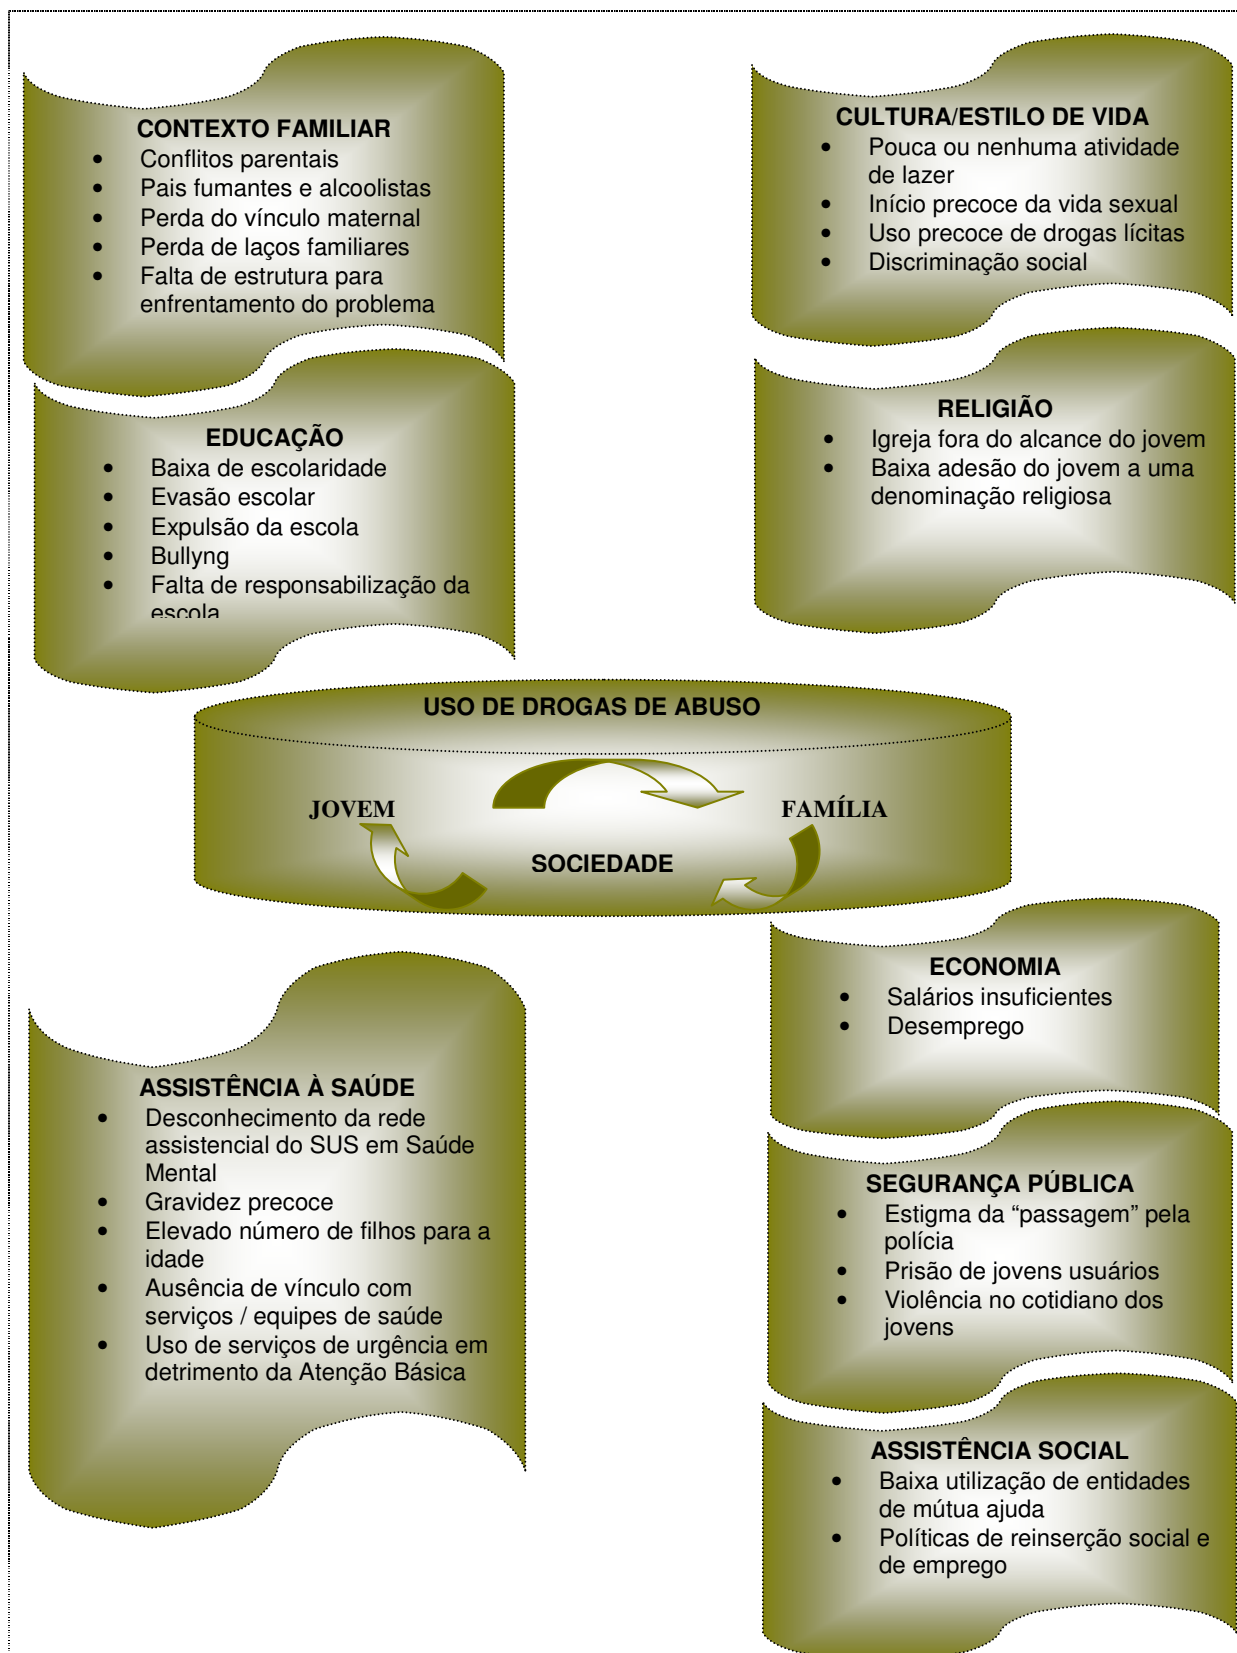 CONTEXTO FAMILIAR
• Conflitos parentais
• Pais fumantes e alcoolistas
• Perda do vínculo maternal
• Perda de laços familiares
• Falta de estrutura para
enfrentamento do problema
CULTURA/ESTILO DE VIDA
• Pouca ou nenhuma atividade
de lazer
• Início precoce da vida sexual
• Uso precoce de drogas lícitas
• Discriminação social
EDUCAÇÃO
• Baixa de escolaridade
• Evasão escolar
• Expulsão da escola
• Bullyng
• Falta de responsabilização da
escola
RELIGIÃO
• Igreja fora do alcance do jovem
• Baixa adesão do jovem a uma
denominação religiosa
USO DE DROGAS DE ABUSO
JOVEM
FAMÍLIA
SOCIEDADE
ASSISTÊNCIA À SAÚDE
• Desconhecimento da rede
assistencial do SUS em Saúde
Mental
• Gravidez precoce
• Elevado número de filhos para a
idade
• Ausência de vínculo com
serviços / equipes de saúde
• Uso de serviços de urgência em
detrimento da Atenção Básica
ECONOMIA
• Salários insuficientes
• Desemprego
SEGURANÇA PÚBLICA
• Estigma da “passagem” pela
polícia
• Prisão de jovens usuários
• Violência no cotidiano dos
jovens
ASSISTÊNCIA SOCIAL
• Baixa utilização de entidades
de mútua ajuda
• Políticas de reinserção social e
de emprego